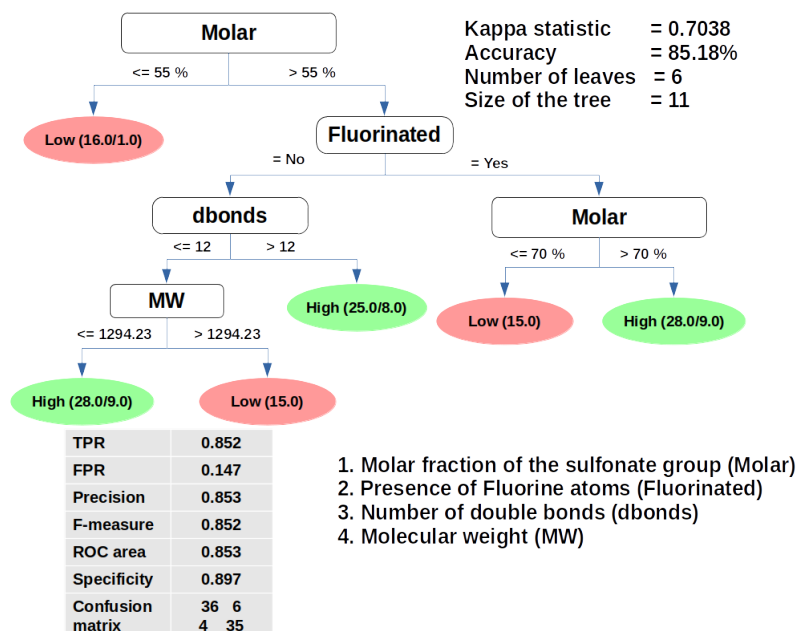 Molar
Kappa statistic = 0.7038
Accuracy = 85.18%
Number of leaves = 6
Size of the tree = 11
<= 55 % > 55 %
Low (16.0/1.0)
Fluorinated
= No = Yes
dbonds
Molar
<= 12 > 12
<= 70 % > 70 %
MW
High (25.0/8.0)
Low (15.0)
High (28.0/9.0)
<= 1294.23 > 1294.23
High (28.0/9.0)
Low (15.0)
TPR 0.852
FPR 0.147
Precision 0.853
F-measure 0.852
ROC area 0.853
Specificity 0.897
Confusion 36 6
matrix 4 35
1. Molar fraction of the sulfonate group (Molar)
2. Presence of Fluorine atoms (Fluorinated)
3. Number of double bonds (dbonds)
4. Molecular weight (MW)